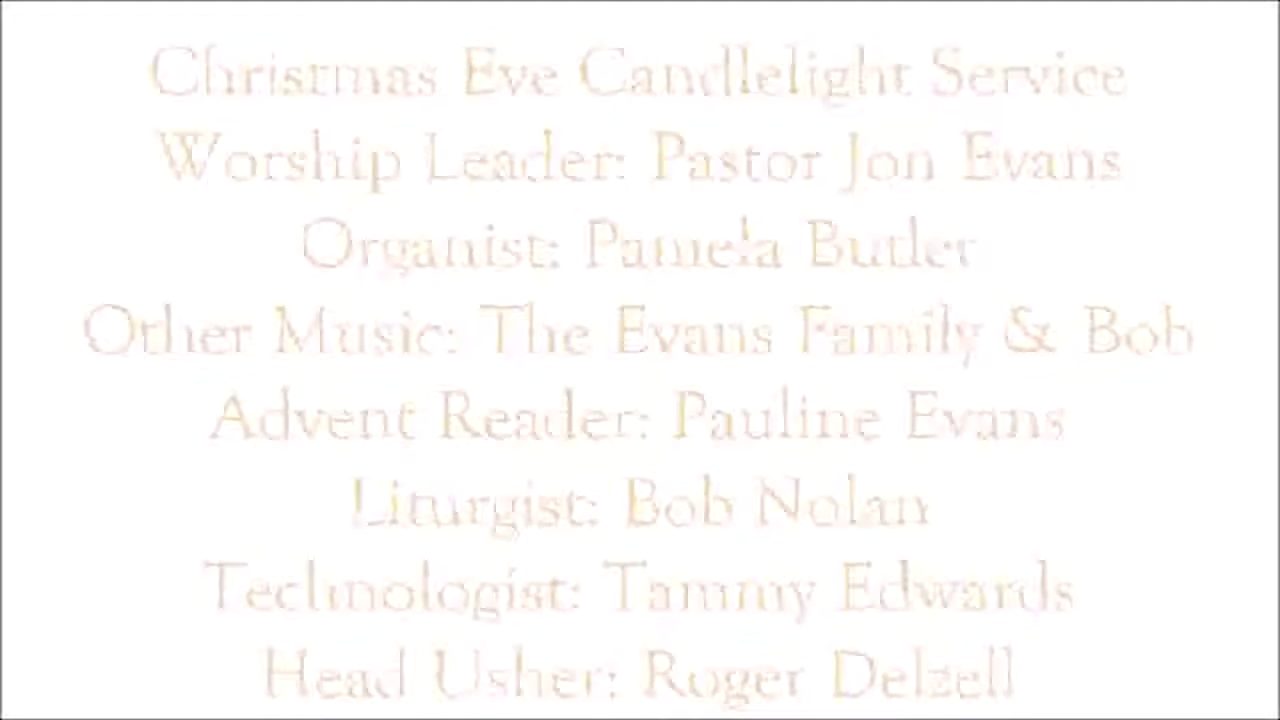 Christmas Eve Candlelight Service
Worship Leader: Pastor Jon Evans
Organist: Pamela Butler
Other Music: The Evans Family & Bob
Advent Reader: Pauline Evans
Liturgist: Bob Nolan
Technologist: Tammy Edwards
Head Usher: Roger Delzell